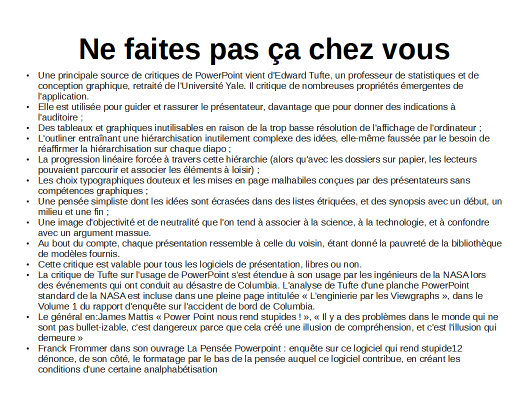 Ne faites pas ça chez vous
• Une principale source de critiques de PowerPoint vient d'Edward Tufte, un professeur de statistiques et de
conception graphique, retraité de l'Université Yale. Il critique de nombreuses propriétés émergentes de
l'application.
• Elle est utilisée pour guider et rassurer le présentateur, davantage que pour donner des indications à
l'auditoire ;
• Des tableaux et graphiques inutilisables en raison de la trop basse résolution de l'affichage de l'ordinateur ;
• L'outliner entraînant une hiérarchisation inutilement complexe des idées, elle-même faussée par le besoin de
réaffirmer la hiérarchisation sur chaque diapo ;
• La progression linéaire forcée à travers cette hiérarchie (alors qu'avec les dossiers sur papier, les lecteurs
pouvaient parcourir et associer les éléments à loisir) ;
• Les choix typographiques douteux et les mises en page malhabiles conçues par des présentateurs sans
compétences graphiques ;
• Une pensée simpliste dont les idées sont écrasées dans des listes étriquées, et des synopsis avec un début, un
milieu et une fin ;
• Une image d'objectivité et de neutralité que l'on tend à associer à la science, à la technologie, et à confondre
avec un argument massue.
• Au bout du compte, chaque présentation ressemble à celle du voisin, étant donné la pauvreté de la bibliothèque
de modèles fournis.
• Cette critique est valable pour tous les logiciels de présentation, libres ou non.
• La critique de Tufte sur l'usage de PowerPoint s'est étendue à son usage par les ingénieurs de la NASA lors
des événements qui ont conduit au désastre de Columbia. L'analyse de Tufte d'une planche PowerPoint
standard de la NASA est incluse dans une pleine page intitulée « L'enginierie par les Viewgraphs », dans le
Volume 1 du rapport d'enquête sur l'accident de bord de Columbia.
• Le général en:James Mattis « Power Point nous rend stupides ! », « Il y a des problèmes dans le monde qui ne
sont pas bullet-izable, c'est dangereux parce que cela créé une illusion de compréhension, et c'est l'illusion qui
demeure »
• Franck Frommer dans son ouvrage La Pensée Powerpoint : enquête sur ce logiciel qui rend stupide12
dénonce, de son côté, le formatage par le bas de la pensée auquel ce logiciel contribue, en créant les
conditions d'une certaine analphabétisation